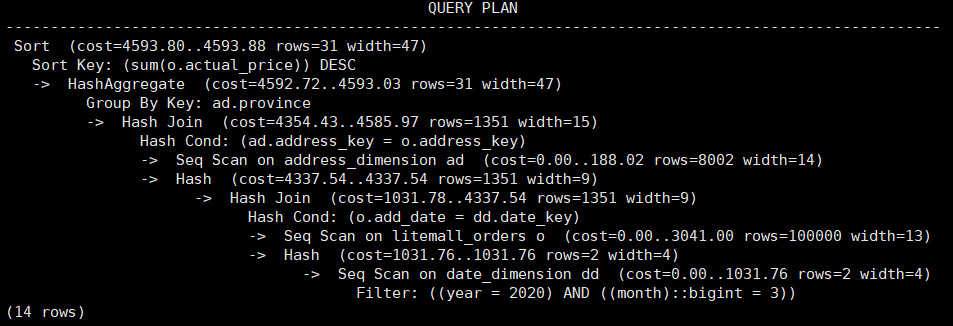 QUERY PLAN
--------------------------------------------------------------------------------------------------------
Sort  (cost=4593.80..4593.88 rows=31 width=47)
  Sort Key: (sum(o.actual_price)) DESC
  ->  HashAggregate  (cost=4592.72..4593.03 rows=31 width=47)
        Group By Key: ad.province
        ->  Hash Join  (cost=4354.43..4585.97 rows=1351 width=15)
              Hash Cond: (ad.address_key = o.address_key)
              ->  Seq Scan on address_dimension ad  (cost=0.00..188.02 rows=8002 width=14)
              ->  Hash  (cost=4337.54..4337.54 rows=1351 width=9)
                    ->  Hash Join  (cost=1031.78..4337.54 rows=1351 width=9)
                          Hash Cond: (o.add_date = dd.date_key)
                          ->  Seq Scan on litemall_orders o  (cost=0.00..3041.00 rows=100000 width=13)
                          ->  Hash  (cost=1031.76..1031.76 rows=2 width=4)
                                ->  Seq Scan on date_dimension dd  (cost=0.00..1031.76 rows=2 width=4)
                                      Filter: ((year = 2020) AND ((month)::bigint = 3))
(14 rows)